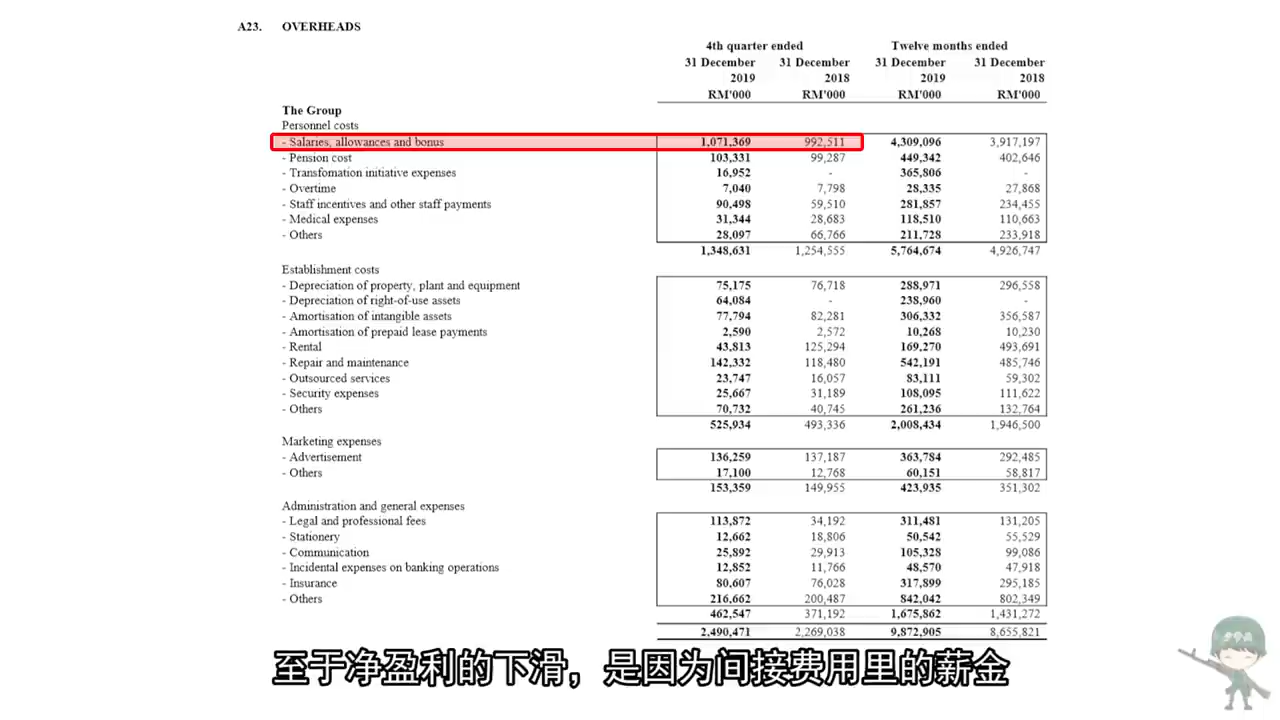 A23. OVERHEADS
4th quarter ended Twelve months ended
31 December 31 December 31 December 31 December
2019 2018 2019 2018
RM'000 RM'000 RM'000 RM'000
The Group
Personnel costs
- Salaries, allowances and bonus 1,071,369 992,511 4,309,096 3,917,197
- Pension cost 103,331 99,287 449,342 402,646
- Transfomation initiative expenses 16,952 - 365,806 -
- Overtime 7,040 7,798 28,335 27,868
- Staff incentives and other staff payments 90,498 59,510 281,857 234,455
- Medical expenses 31,344 28,683 118,510 110,663
- Others 28,097 66,766 211,728 233,918
1,348,631 1,254,555 5,764,674 4,926,747
Establishment costs
- Depreciation of property, plant and equipment 75,175 76,718 288,971 296,558
- Depreciation of right-of-use assets 64,084 - 238,960 -
- Amortisation of intangible assets 77,794 82,281 306,332 356,587
- Amortisation of prepaid lease payments 2,590 2,572 10,268 10,230
- Rental 43,813 125,294 169,270 493,691
- Repair and maintenance 142,332 118,480 542,191 485,746
- Outsourced services 23,747 16,057 83,111 59,302
- Security expenses 25,667 31,189 108,095 111,622
- Others 70,732 40,745 261,236 132,764
525,934 493,336 2,008,434 1,946,500
Marketing expenses
- Advertisement 136,259 137,187 363,784 292,485
- Others 17,100 12,768 60,151 58,817
153,359 149,955 423,935 351,302
Administration and general expenses
- Legal and professional fees 113,872 34,192 311,481 131,205
- Stationery 12,662 18,806 50,542 55,529
- Communication 25,892 29,913 105,328 99,086
- Incidental expenses on banking operations 12,852 11,766 48,570 47,918
- Insurance 80,607 76,028 317,899 295,185
- Others 216,662 200,487 842,042 802,349
462,547 371,192 1,675,862 1,431,272
2,490,471 2,269,038 9,872,905 8,655,821
至于净盈利的下滑，是因为间接费用里的薪金